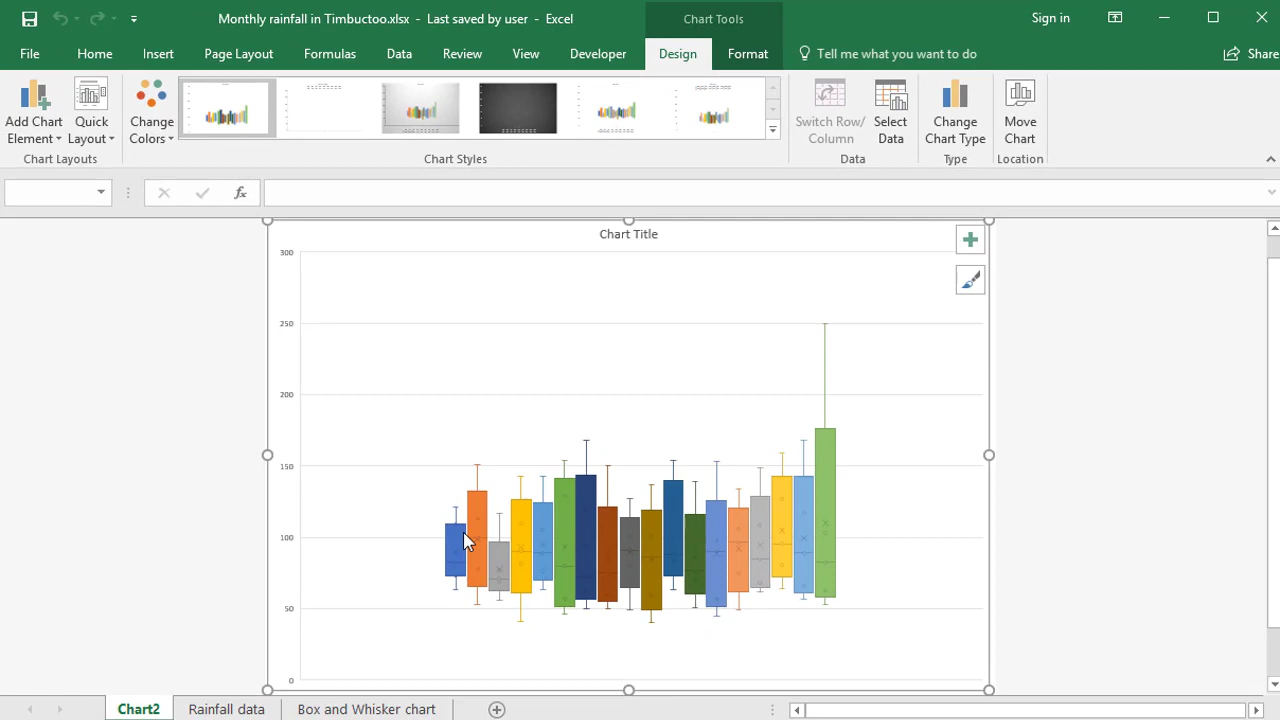 Monthly rainfall in Timbuctoo.xlsx - Last saved by user - Excel
Chart Tools
Sign in
File Home Insert Page Layout Formulas Data Review View Developer Design Format Tell me what you want to do Share
Add Chart Element
Quick Layout
Change Colors
Switch Row/Column
Select Data
Change Chart Type
Move Chart
Chart Layouts Chart Styles Data Type Location
fx
Chart Title
300
250
200
150
100
50
0
Chart2 Rainfall data Box and Whisker chart